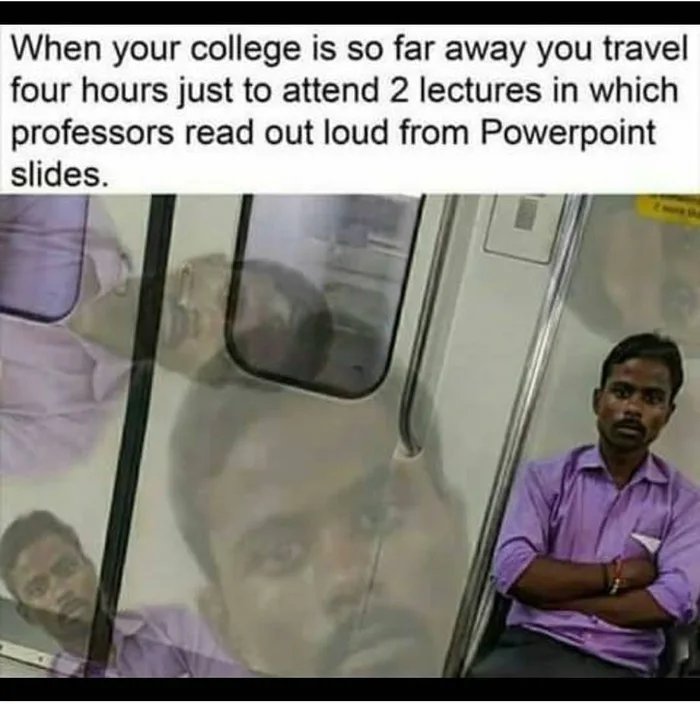 When your college is so far away you travel
four hours just to attend 2 lectures in which
professors read out loud from Powerpoint
slides.